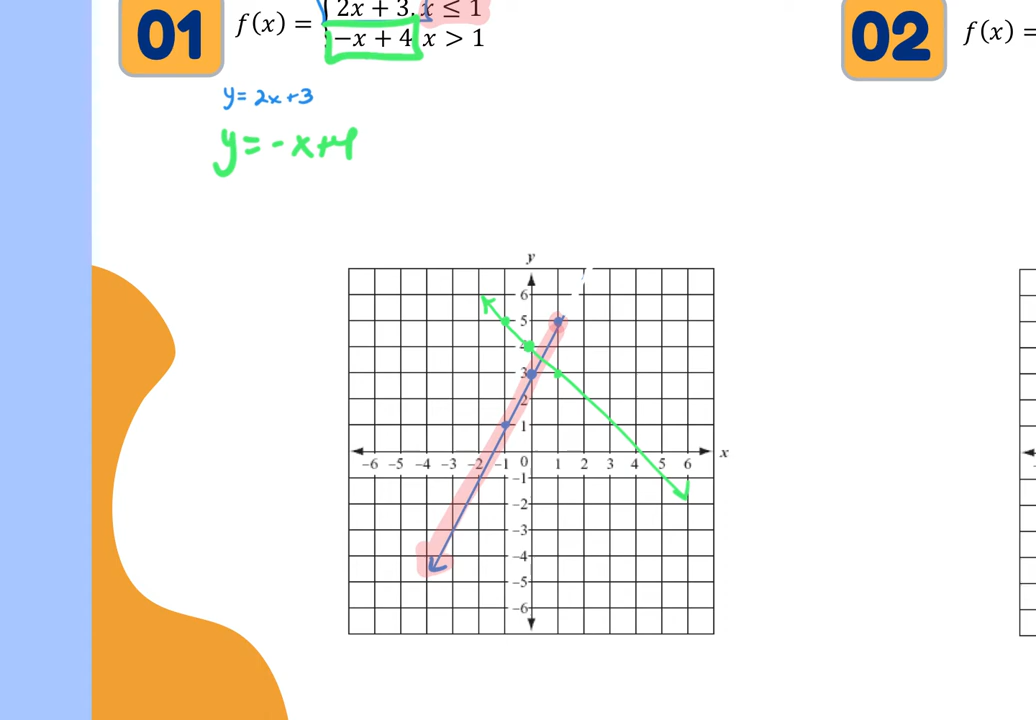 01
f(x) = { 2x + 3, x ≤ 1
−x + 4, x > 1
02
f(x) =
y = 2x+3
y = -x+4
y
6
5
4
3
2
1
−6 −5 −4 −3 −2 −1 0 1 2 3 4 5 6 x
−1
−2
−3
−4
−5
−6